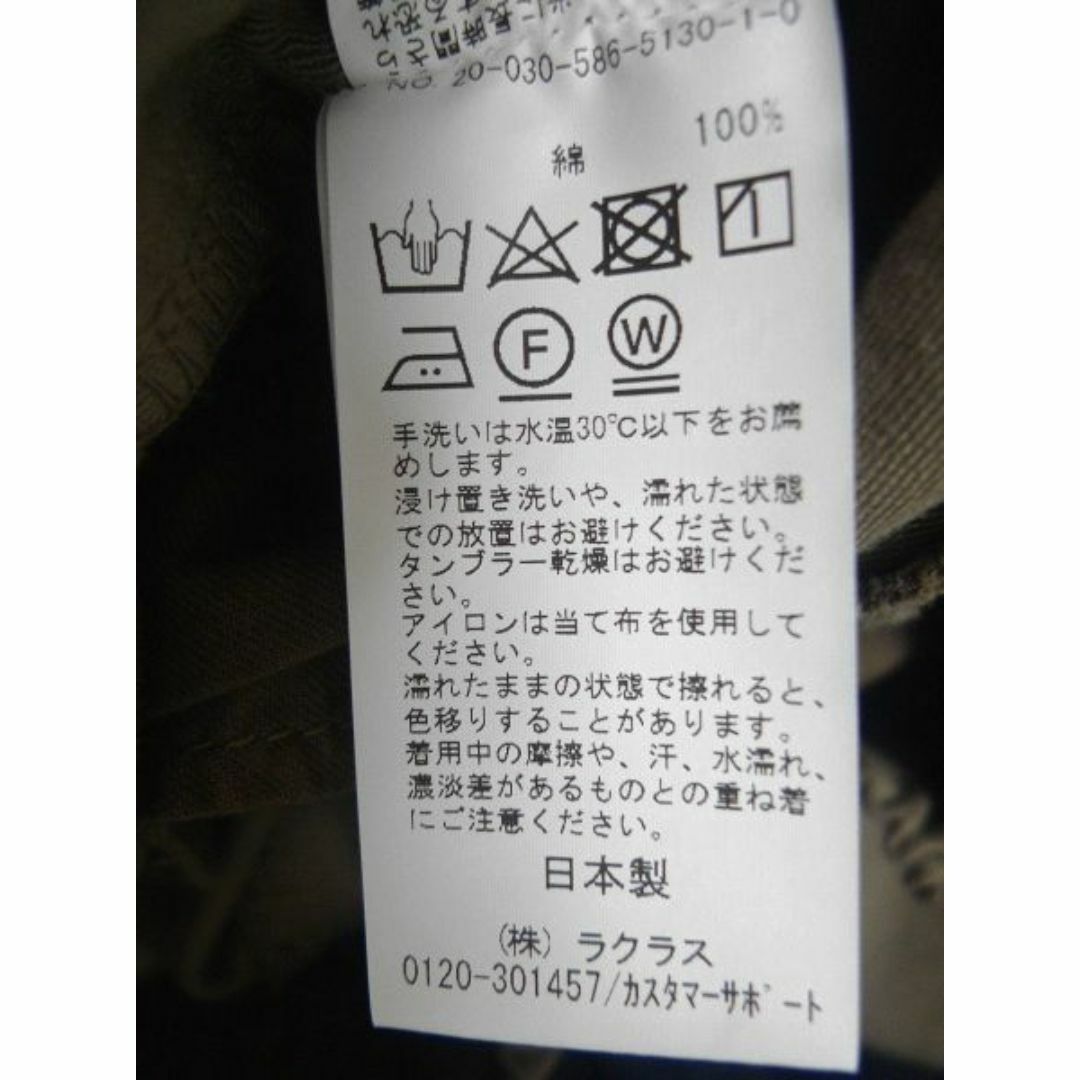 NO. 20-030-586-5130-1-0
綿 100%
F W
手洗いは水温30℃以下をお薦
めします。
浸け置き洗いや、濡れた状態
での放置はお避けください。
タンブラー乾燥はお避けくだ
さい。
アイロンは当て布を使用して
ください。
濡れたままの状態で擦れると、
色移りすることがあります。
着用中の摩擦や、汗、水濡れ、
濃淡差があるものとの重ね着
にご注意ください。
日本製
(株) ラクラス
0120-301457/カスタマーサポート